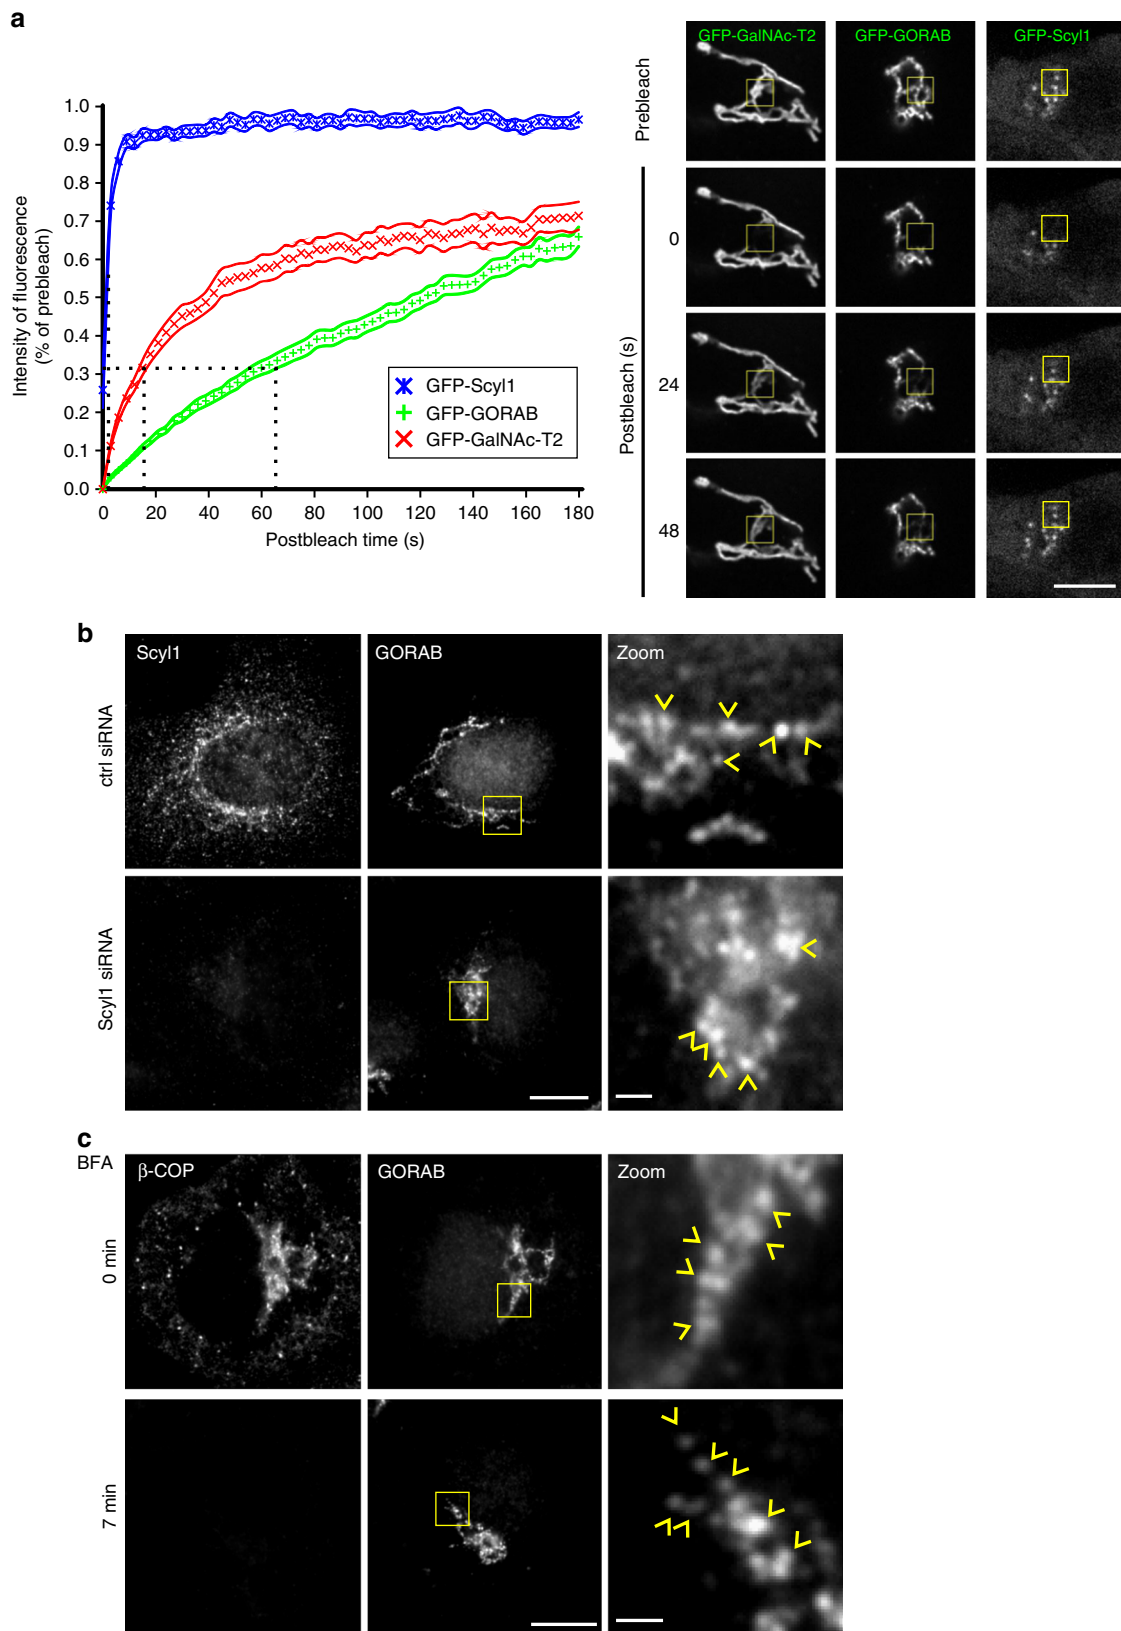 a
Intensity of fluorescence
(% of prebleach)
1.0
0.9
0.8
0.7
0.6
0.5
0.4
0.3
0.2
0.1
0.0
0 20 40 60 80 100 120 140 160 180
Postbleach time (s)
GFP-Scyl1
GFP-GORAB
GFP-GalNAc-T2
GFP-GalNAc-T2 GFP-GORAB GFP-Scyl1
Prebleach
Postbleach (s)
0
24
48
b
Scyl1 GORAB Zoom
ctrl siRNA
Scyl1 siRNA
c
BFA
β-COP GORAB Zoom
0 min
7 min